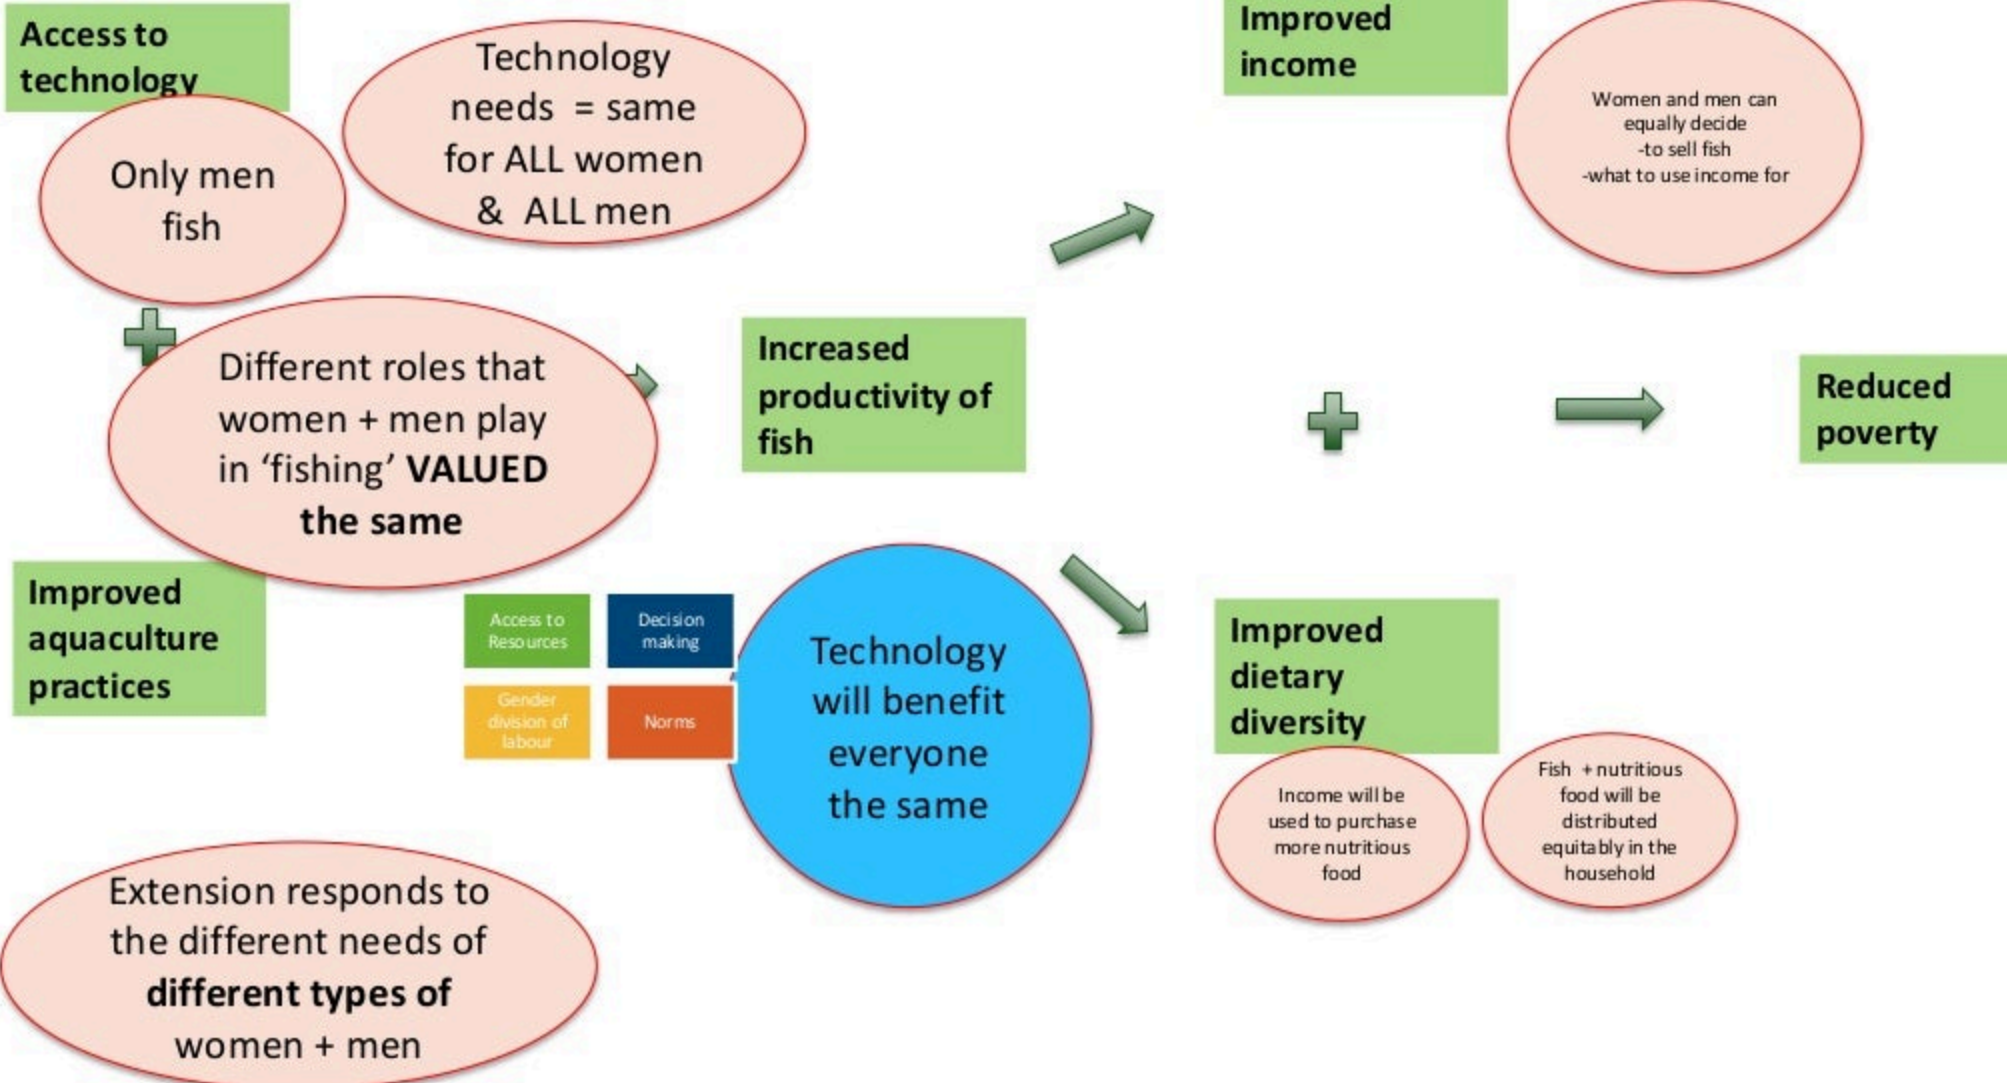 Access to
technology
Only men
fish
Technology
needs = same
for ALL women
& ALL men
Different roles that
women + men play
in ‘fishing’ VALUED
the same
Improved
aquaculture
practices
Extension responds to
the different needs of
different types of
women + men
Access to
Resources
Decision
making
Gender
division of
labour
Norms
Increased
productivity of
fish
Technology
will benefit
everyone
the same
Improved
income
Women and men can
equally decide
-to sell fish
-what to use income for
Improved
dietary
diversity
Income will be
used to purchase
more nutritious
food
Fish + nutritious
food will be
distributed
equitably in the
household
Reduced
poverty